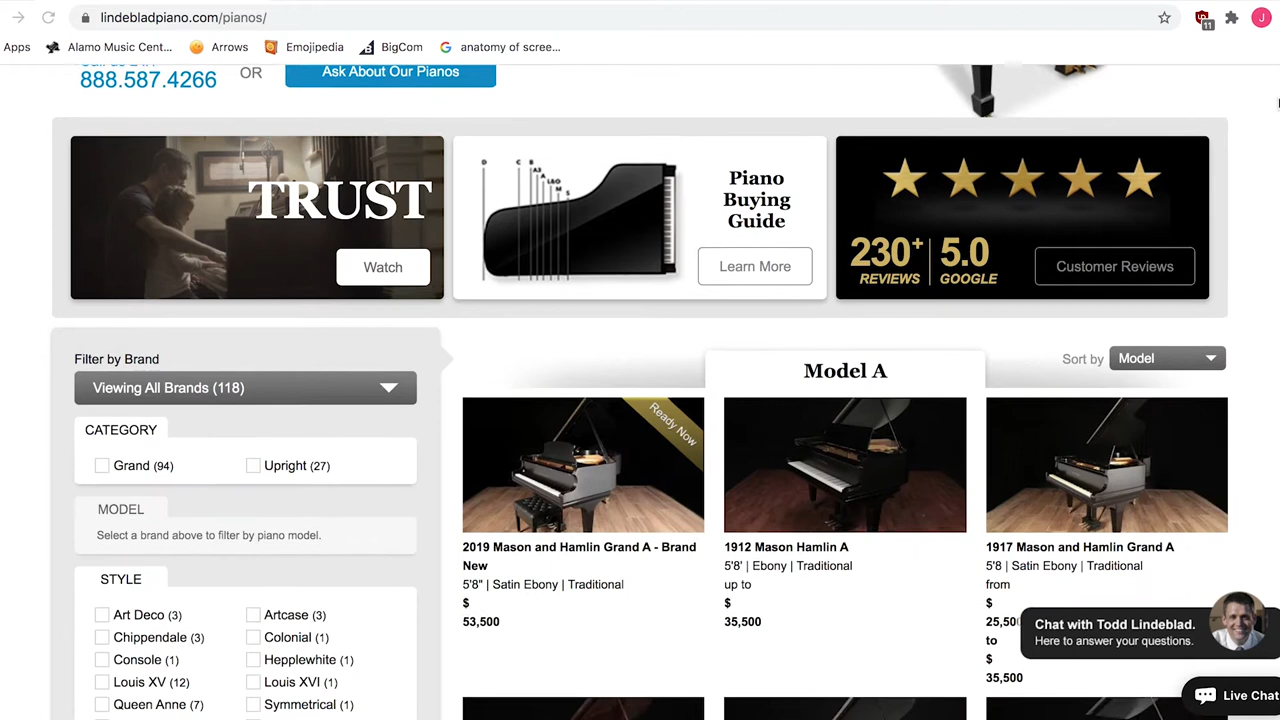 lindebladpiano.com/pianos/
11
J
Apps
Alamo Music Cent...
Arrows
Emojipedia
BigCom
anatomy of scree...
888.587.4266
OR
Ask About Our Pianos
TRUST
Watch
D C B
A3
A
L&O
M
S
Piano
Buying
Guide
Learn More
230+
REVIEWS
5.0
GOOGLE
Customer Reviews
Filter by Brand
Viewing All Brands (118)
CATEGORY
Grand (94)
Upright (27)
MODEL
Select a brand above to filter by piano model.
STYLE
Art Deco (3)
Artcase (3)
Chippendale (3)
Colonial (1)
Console (1)
Hepplewhite (1)
Louis XV (12)
Louis XVI (1)
Queen Anne (7)
Symmetrical (1)
Model A
Sort by
Model
Ready Now
2019 Mason and Hamlin Grand A - Brand
New
5'8" | Satin Ebony | Traditional
$
53,500
1912 Mason Hamlin A
5'8' | Ebony | Traditional
up to
$
35,500
1917 Mason and Hamlin Grand A
5'8 | Satin Ebony | Traditional
from
$
25,500
to
$
35,500
Chat with Todd Lindeblad.
Here to answer your questions.
Live Chat